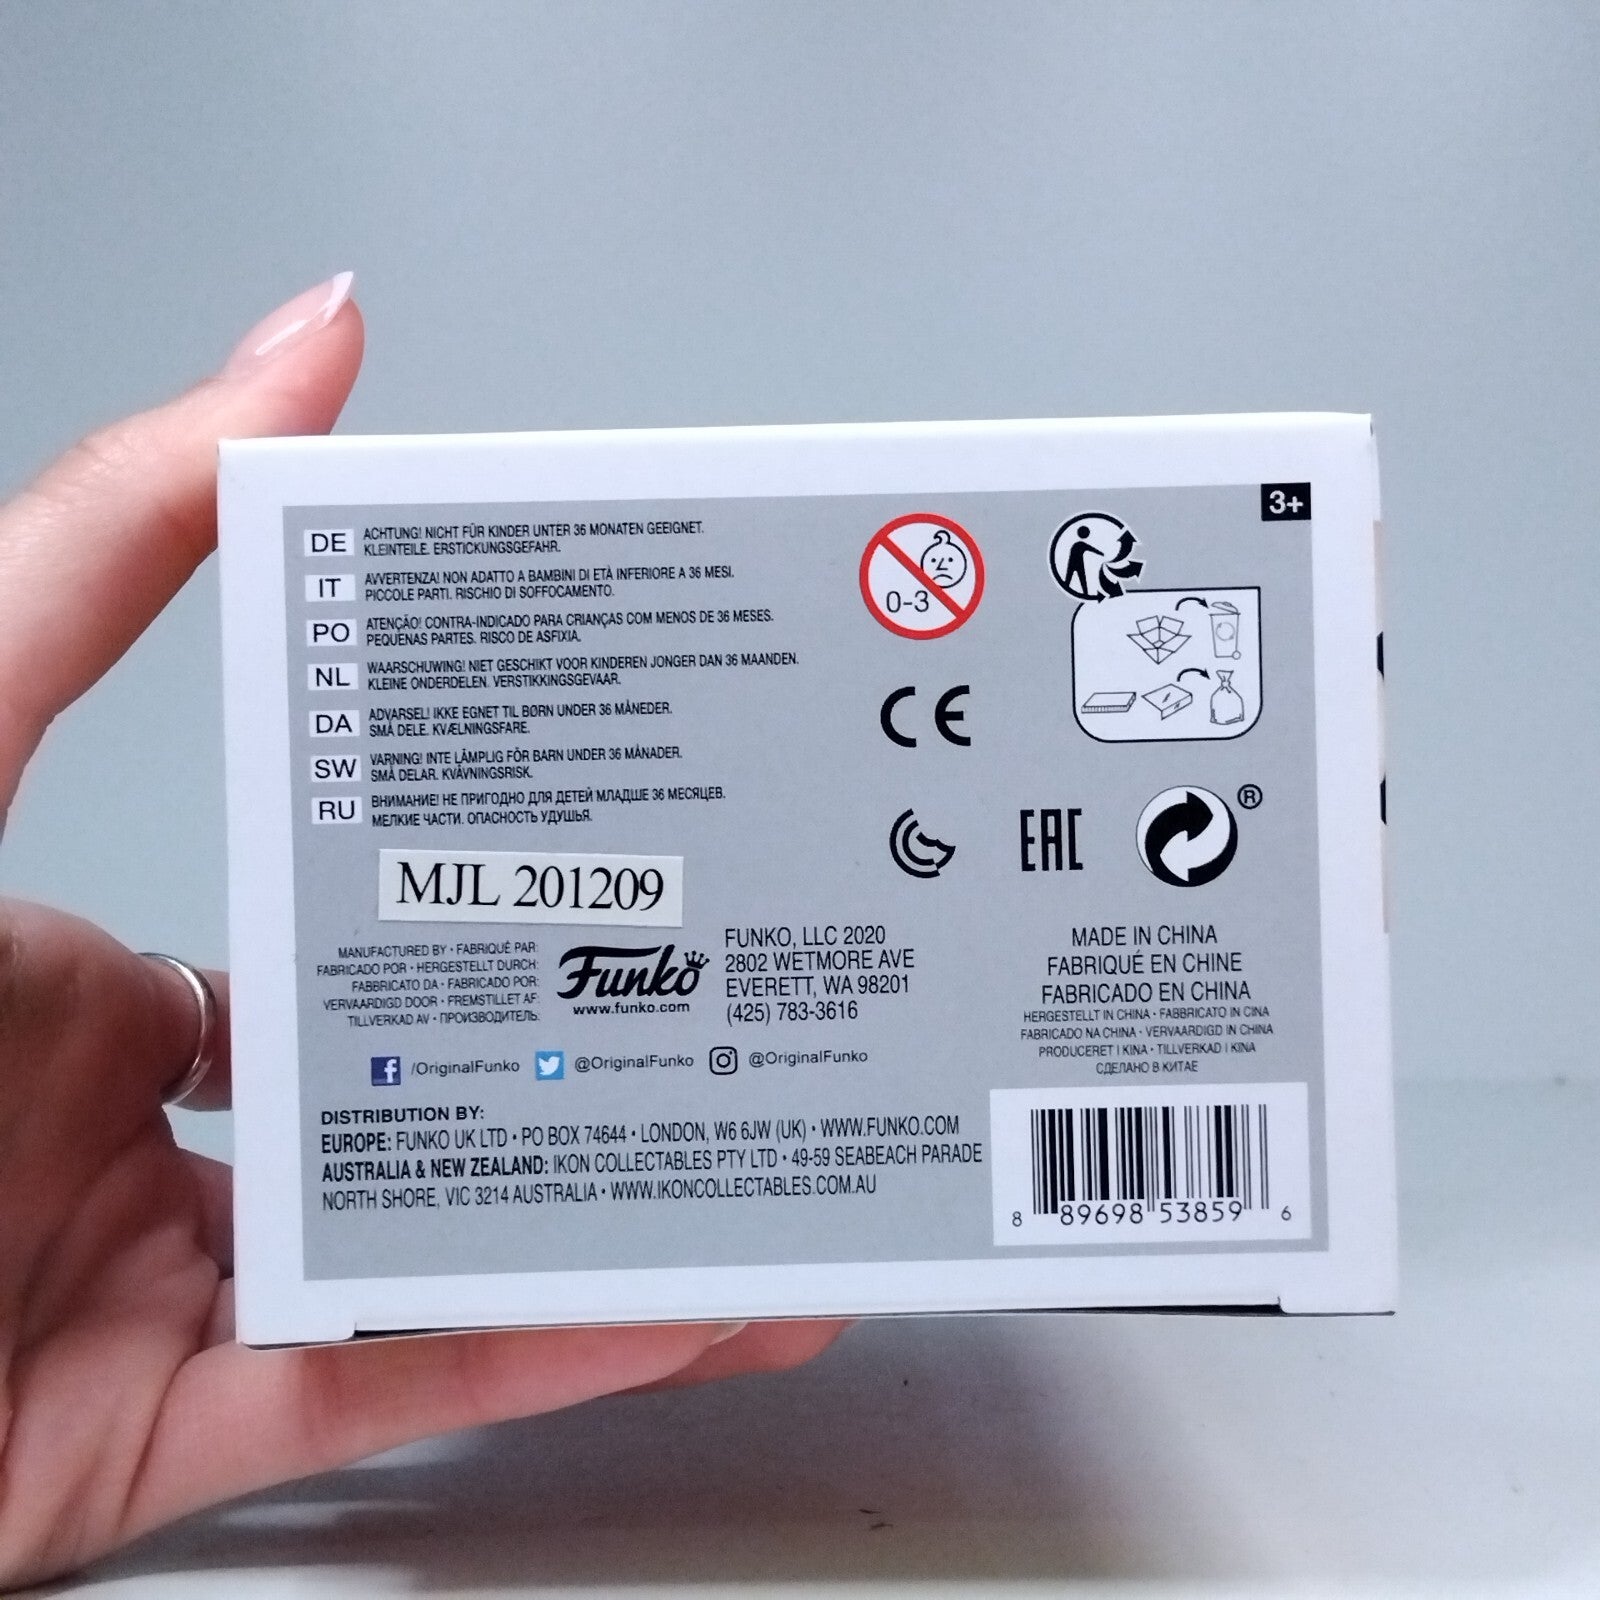 3+
DE ACHTUNG! NICHT FÜR KINDER UNTER 36 MONATEN GEEIGNET.
KLEINTEILE. ERSTICKUNGSGEFAHR.
IT AVVERTENZA! NON ADATTO A BAMBINI DI ETÀ INFERIORE A 36 MESI.
PICCOLE PARTI. RISCHIO DI SOFFOCAMENTO.
PO ATENÇÃO! CONTRA-INDICADO PARA CRIANÇAS COM MENOS DE 36 MESES.
PEQUENAS PARTES. RISCO DE ASFIXIA.
NL WAARSCHUWING! NIET GESCHIKT VOOR KINDEREN JONGER DAN 36 MAANDEN.
KLEINE ONDERDELEN. VERSTIKKINGSGEVAAR.
DA ADVARSEL! IKKE EGNET TIL BØRN UNDER 36 MÅNEDER.
SMÅ DELE. KVÆLNINGSFARE.
SW VARNING! INTE LÄMPLIG FÖR BARN UNDER 36 MÅNADER.
SMÅ DELAR. KVÄVNINGSRISK.
RU ВНИМАНИЕ! НЕ ПРИГОДНО ДЛЯ ДЕТЕЙ МЛАДШЕ 36 МЕСЯЦЕВ.
МЕЛКИЕ ЧАСТИ. ОПАСНОСТЬ УДУШЬЯ.
0-3
CE
EAC
®
MJL 201209
MANUFACTURED BY • FABRIQUÉ PAR:
FABRICADO POR • HERGESTELLT DURCH:
FABBRICATO DA • FABRICADO POR:
VERVAARDIGD DOOR • FREMSTILLET AF:
TILLVERKAD AV • ПРОИЗВОДИТЕЛЬ:
Funko
www.funko.com
FUNKO, LLC 2020
2802 WETMORE AVE
EVERETT, WA 98201
(425) 783-3616
MADE IN CHINA
FABRIQUÉ EN CHINE
FABRICADO EN CHINA
HERGESTELLT IN CHINA • FABBRICATO IN CINA
FABRICADO NA CHINA • VERVAARDIGD IN CHINA
PRODUCERET I KINA • TILLVERKAD I KINA
СДЕЛАНО В КИТАЕ
f /OriginalFunko @OriginalFunko @OriginalFunko
DISTRIBUTION BY:
EUROPE: FUNKO UK LTD • PO BOX 74644 • LONDON, W6 6JW (UK) • WWW.FUNKO.COM
AUSTRALIA & NEW ZEALAND: IKON COLLECTABLES PTY LTD • 49-59 SEABEACH PARADE
NORTH SHORE, VIC 3214 AUSTRALIA • WWW.IKONCOLLECTABLES.COM.AU
8 89698 53859 6